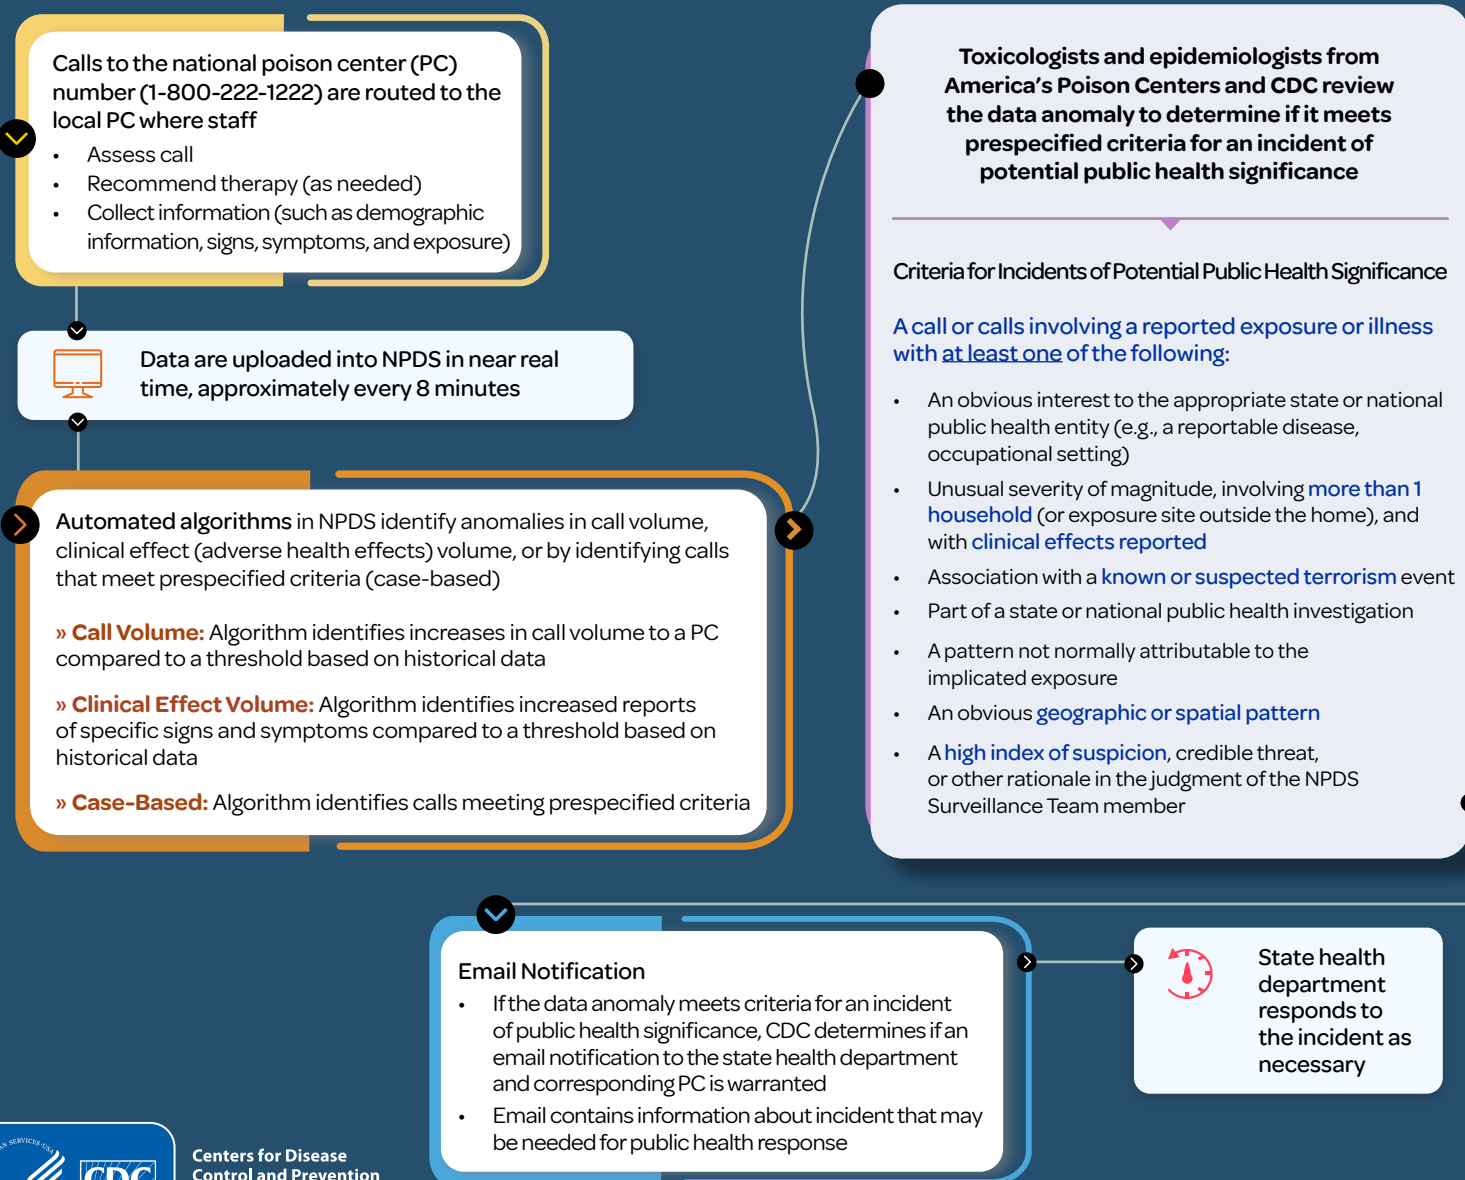 Calls to the national poison center (PC)
number (1-800-222-1222) are routed to the
local PC where staff
• Assess call
• Recommend therapy (as needed)
• Collect information (such as demographic
information, signs, symptoms, and exposure)
Data are uploaded into NPDS in near real
time, approximately every 8 minutes
Automated algorithms in NPDS identify anomalies in call volume,
clinical effect (adverse health effects) volume, or by identifying calls
that meet prespecified criteria (case-based)
» Call Volume: Algorithm identifies increases in call volume to a PC
compared to a threshold based on historical data
» Clinical Effect Volume: Algorithm identifies increased reports
of specific signs and symptoms compared to a threshold based on
historical data
» Case-Based: Algorithm identifies calls meeting prespecified criteria
Toxicologists and epidemiologists from
America's Poison Centers and CDC review
the data anomaly to determine if it meets
prespecified criteria for an incident of
potential public health significance
Criteria for Incidents of Potential Public Health Significance
A call or calls involving a reported exposure or illness
with at least one of the following:
• An obvious interest to the appropriate state or national
public health entity (e.g., a reportable disease,
occupational setting)
• Unusual severity of magnitude, involving more than 1
household (or exposure site outside the home), and
with clinical effects reported
• Association with a known or suspected terrorism event
• Part of a state or national public health investigation
• A pattern not normally attributable to the
implicated exposure
• An obvious geographic or spatial pattern
• A high index of suspicion, credible threat,
or other rationale in the judgment of the NPDS
Surveillance Team member
Email Notification
• If the data anomaly meets criteria for an incident
of public health significance, CDC determines if an
email notification to the state health department
and corresponding PC is warranted
• Email contains information about incident that may
be needed for public health response
State health
department
responds to
the incident as
necessary
SERVICES·USA
CDC
Centers for Disease
Control and Prevention